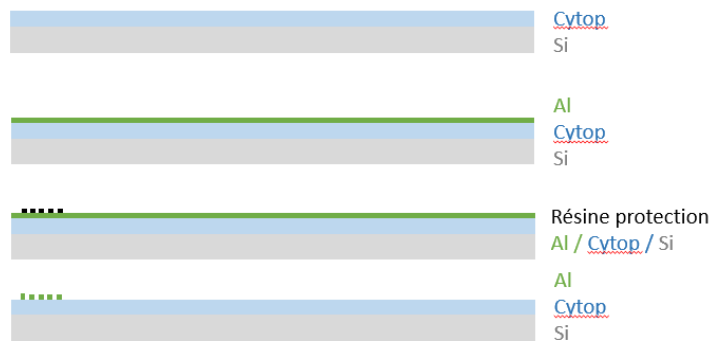 Cytop
Si
Al
Cytop
Si
Résine protection
Al / Cytop / Si
Al
Cytop
Si